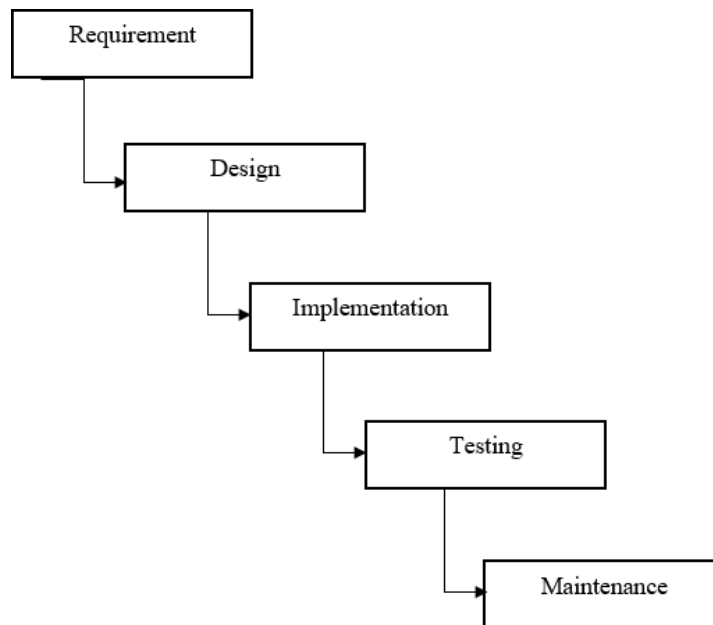 Requirement
Design
Implementation
Testing
Maintenance